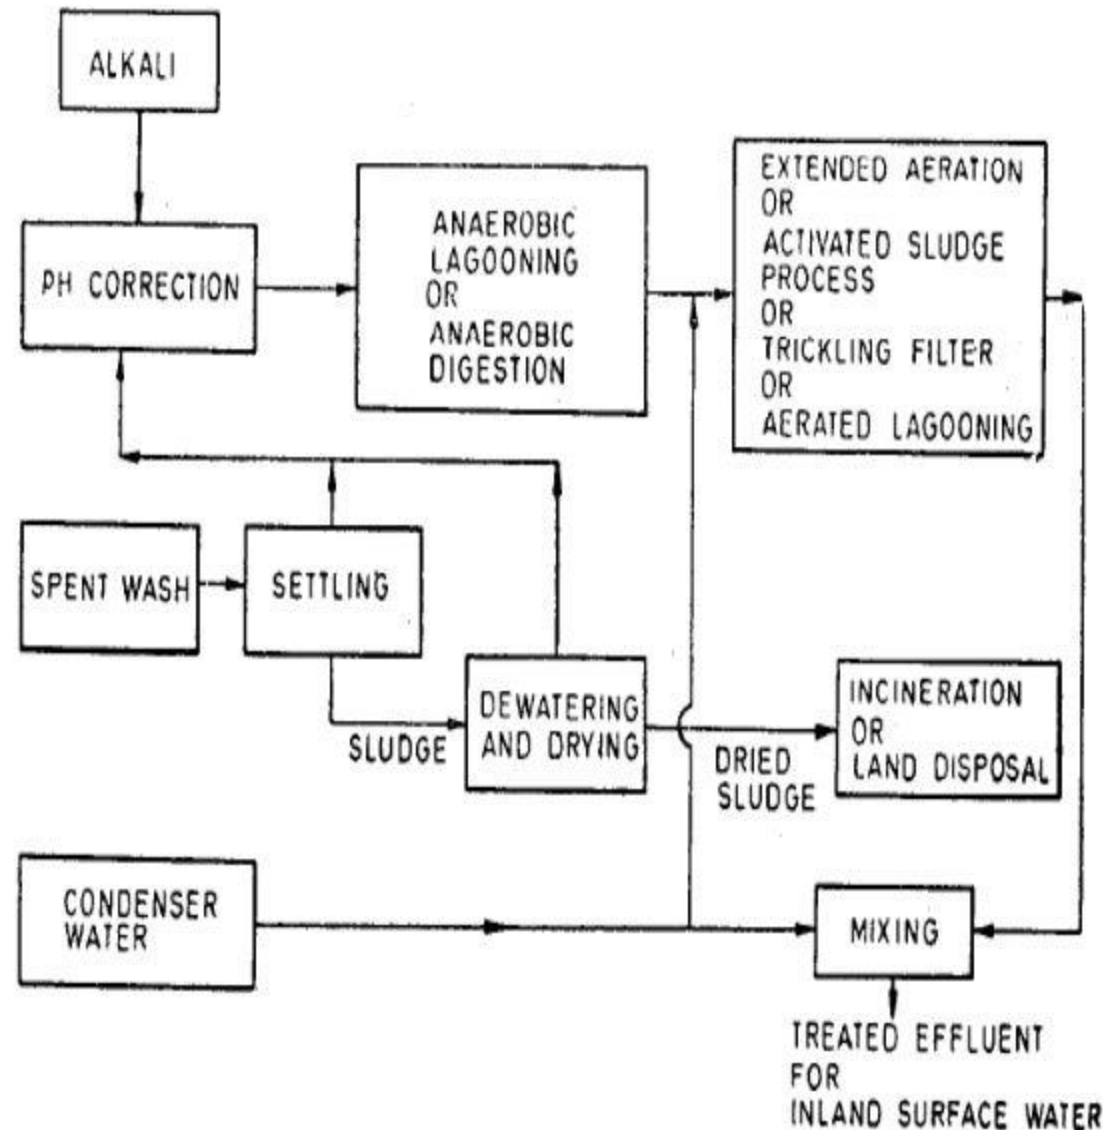 ALKALI
PH CORRECTION
ANAEROBIC
LAGOONING
OR
ANAEROBIC
DIGESTION
EXTENDED AERATION
OR
ACTIVATED SLUDGE
PROCESS
OR
TRICKLING FILTER
OR
AERATED LAGOONING
SPENT WASH
SETTLING
SLUDGE
DEWATERING
AND DRYING
DRIED
SLUDGE
INCINERATION
OR
LAND DISPOSAL
CONDENSER
WATER
MIXING
TREATED EFFLUENT
FOR
INLAND SURFACE WATER